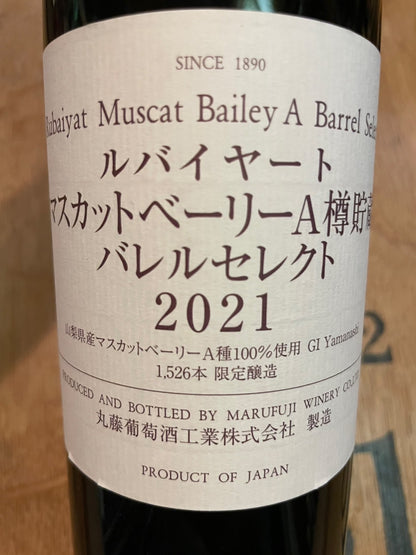 SINCE 1890
Rubaiyat Muscat Bailey A Barrel Sele
ルバイヤート
マスカットベーリーA樽貯蔵
バレルセレクト
2021
山梨県産マスカットベーリーA種100%使用 GI Yamanashi
1,526本 限定醸造
PRODUCED AND BOTTLED BY MARUFUJI WINERY CO.,LTD.
丸藤葡萄酒工業株式会社 製造
PRODUCT OF JAPAN
2